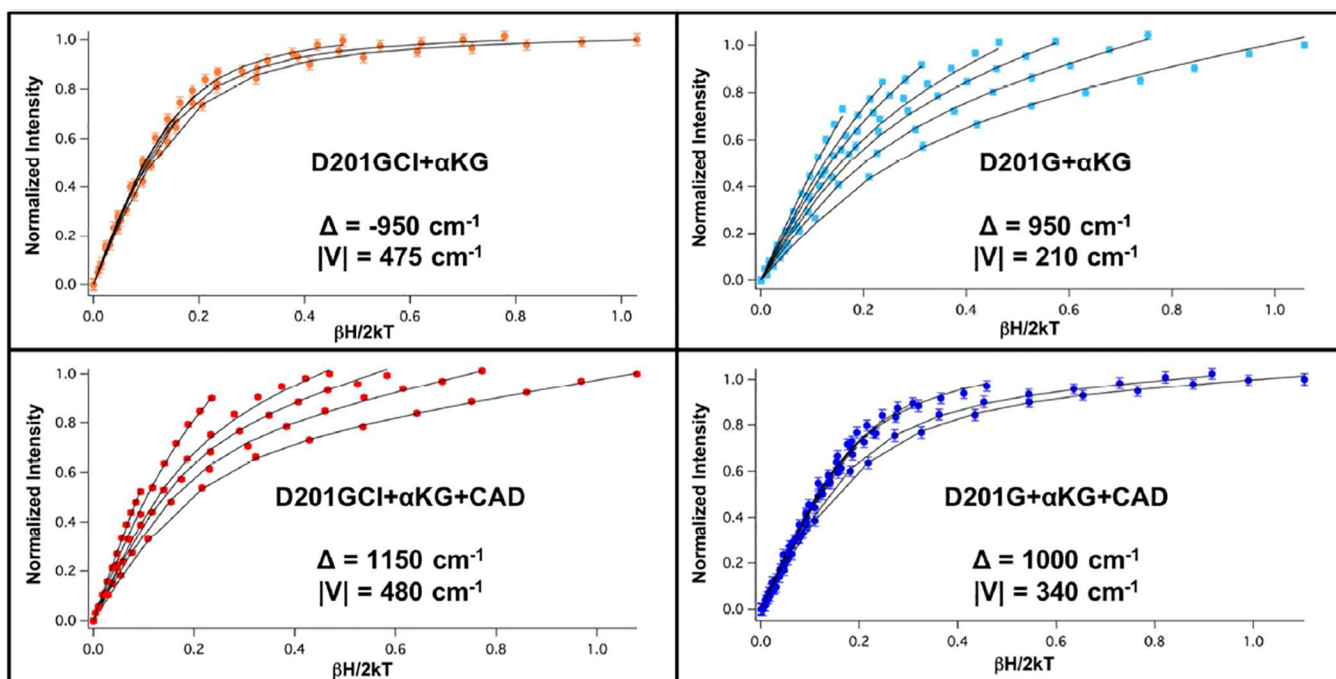 Normalized Intensity
1.0
0.8
0.6
0.4
0.2
0.0
D201GCl+αKG
Δ = -950 cm-1
|V| = 475 cm-1
0.0 0.2 0.4 0.6 0.8 1.0
βH/2kT
Normalized Intensity
1.0
0.8
0.6
0.4
0.2
0.0
D201G+αKG
Δ = 950 cm-1
|V| = 210 cm-1
0.0 0.2 0.4 0.6 0.8 1.0
βH/2kT
Normalized Intensity
1.0
0.8
0.6
0.4
0.2
0.0
D201GCl+αKG+CAD
Δ = 1150 cm-1
|V| = 480 cm-1
0.0 0.2 0.4 0.6 0.8 1.0
βH/2kT
Normalized Intensity
1.0
0.8
0.6
0.4
0.2
0.0
D201G+αKG+CAD
Δ = 1000 cm-1
|V| = 340 cm-1
0.0 0.2 0.4 0.6 0.8 1.0
βH/2kT